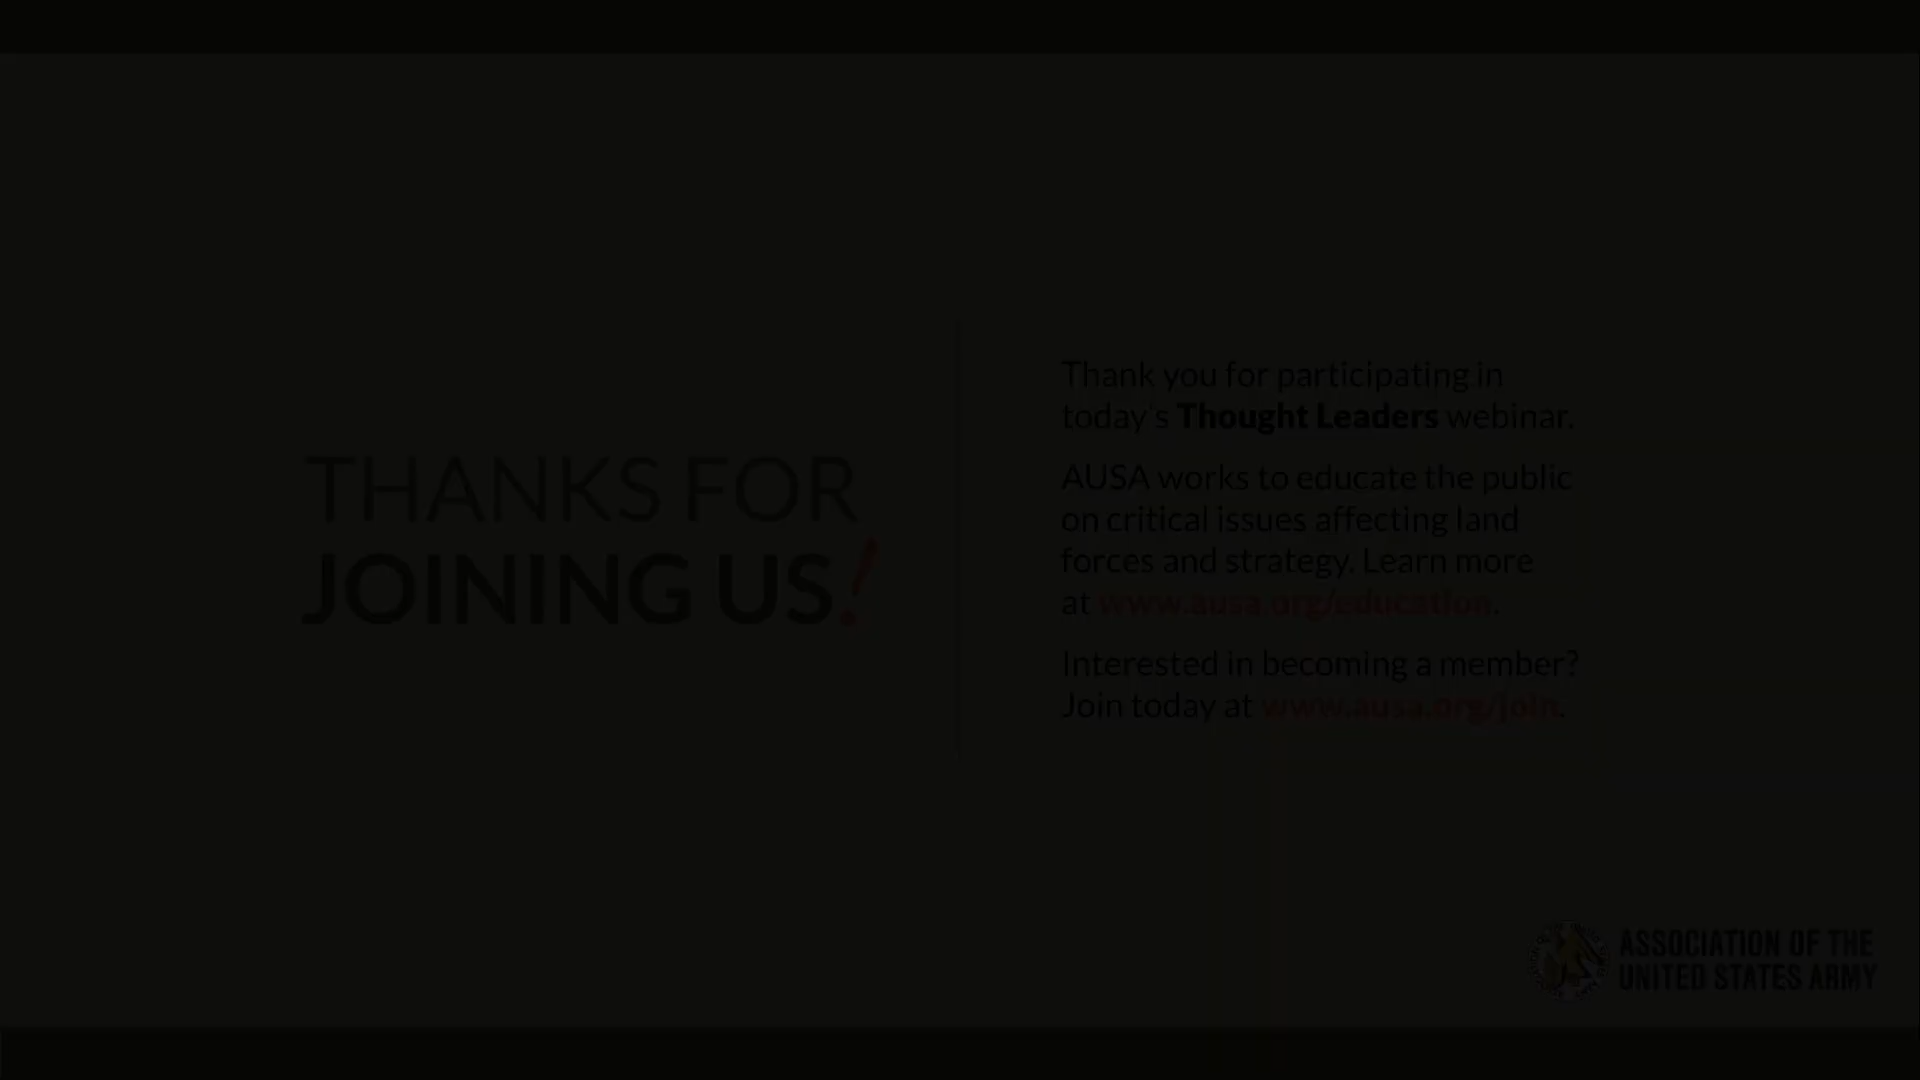 THANKS FOR
JOINING US!
Thank you for participating in
today's Thought Leaders webinar.
AUSA works to educate the public
on critical issues affecting land
forces and strategy. Learn more
at www.ausa.org/education.
Interested in becoming a member?
Join today at www.ausa.org/join.
ASSOCIATION OF THE
UNITED STATES ARMY